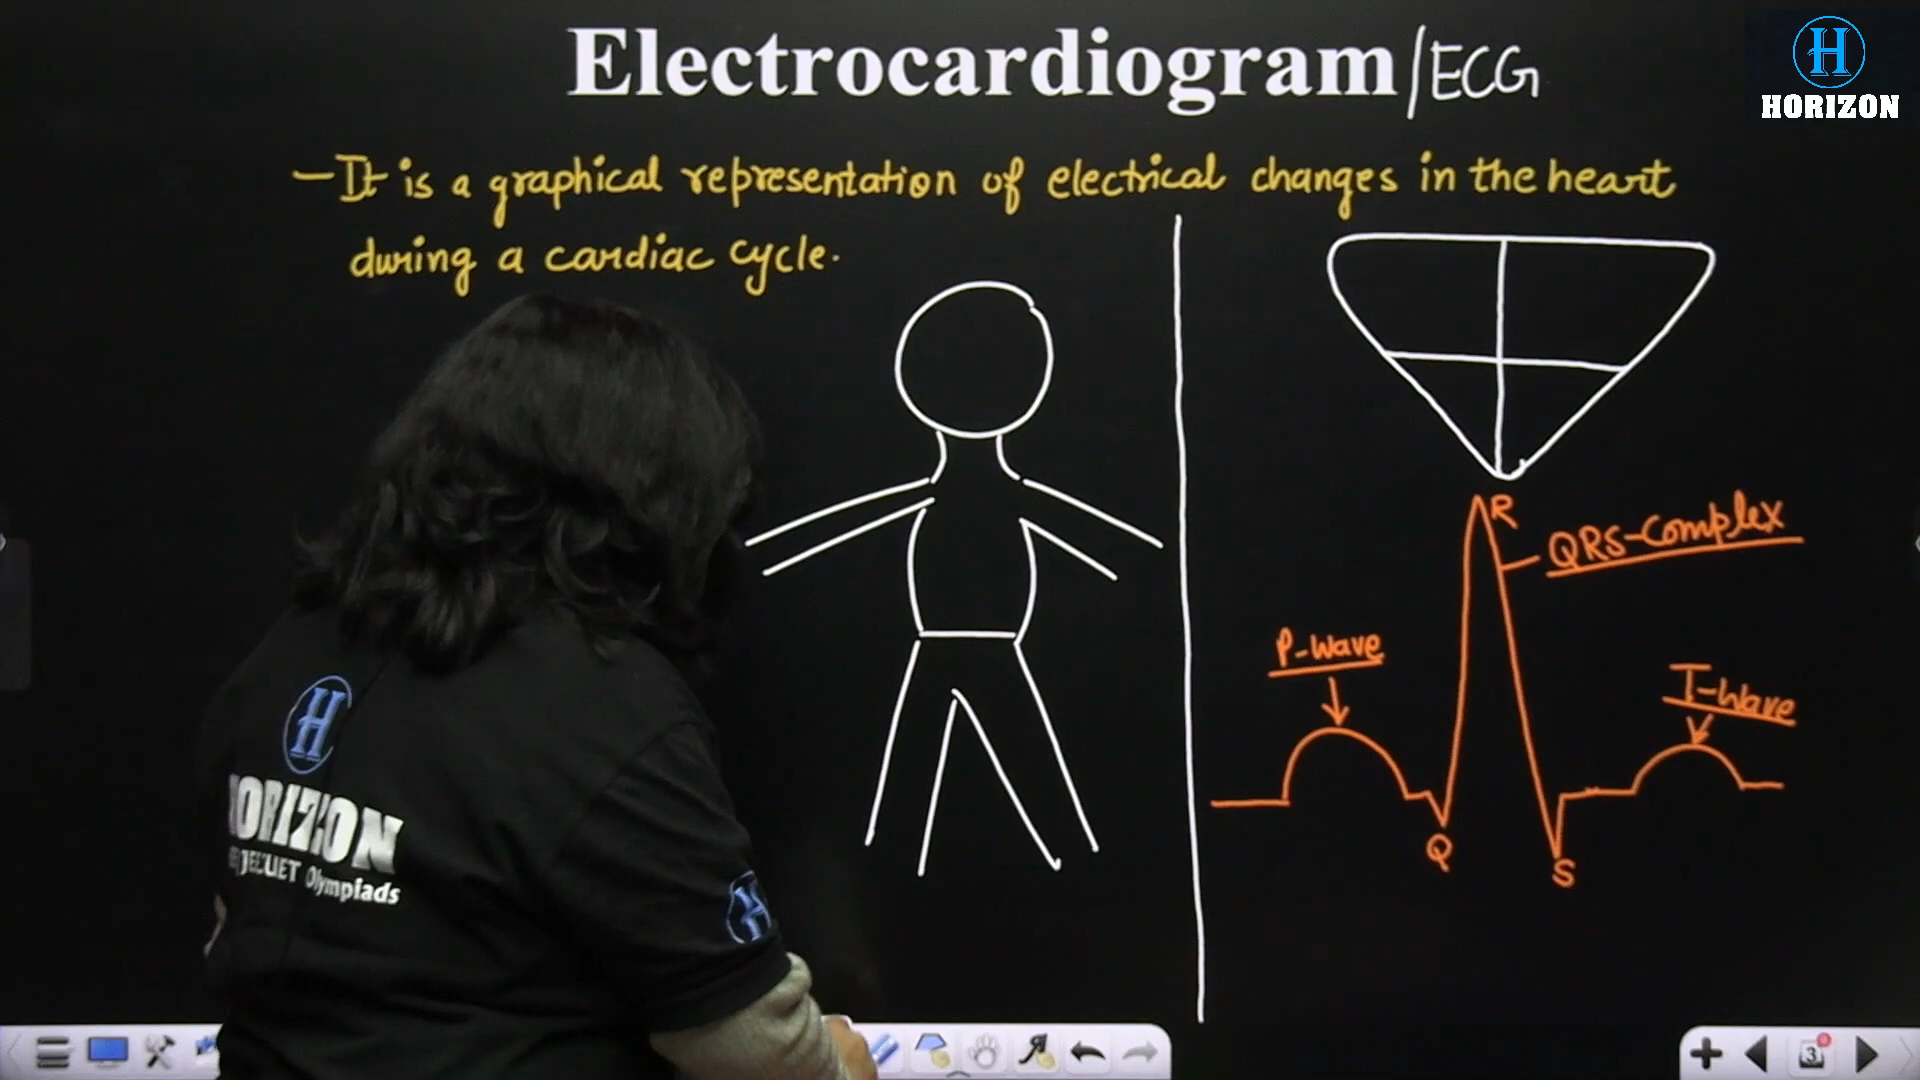 Electrocardiogram/ECG
H
HORIZON
- It is a graphical representation of electrical changes in the heart
during a cardiac cycle.
R
QRS-Complex
P-wave
T-wave
Q
S
H
HORIZON
Olympiads
H
3